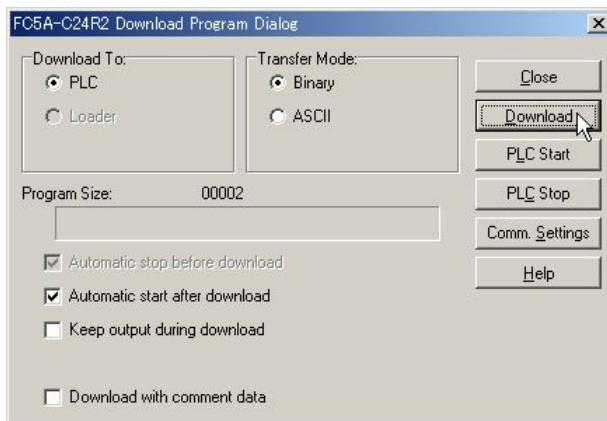 FC5A-C24R2 Download Program Dialog
Download To:
PLC
Loader
Transfer Mode:
Binary
ASCII
Close
Download
PLC Start
PLC Stop
Comm. Settings
Help
Program Size: 00002
Automatic stop before download
Automatic start after download
Keep output during download
Download with comment data